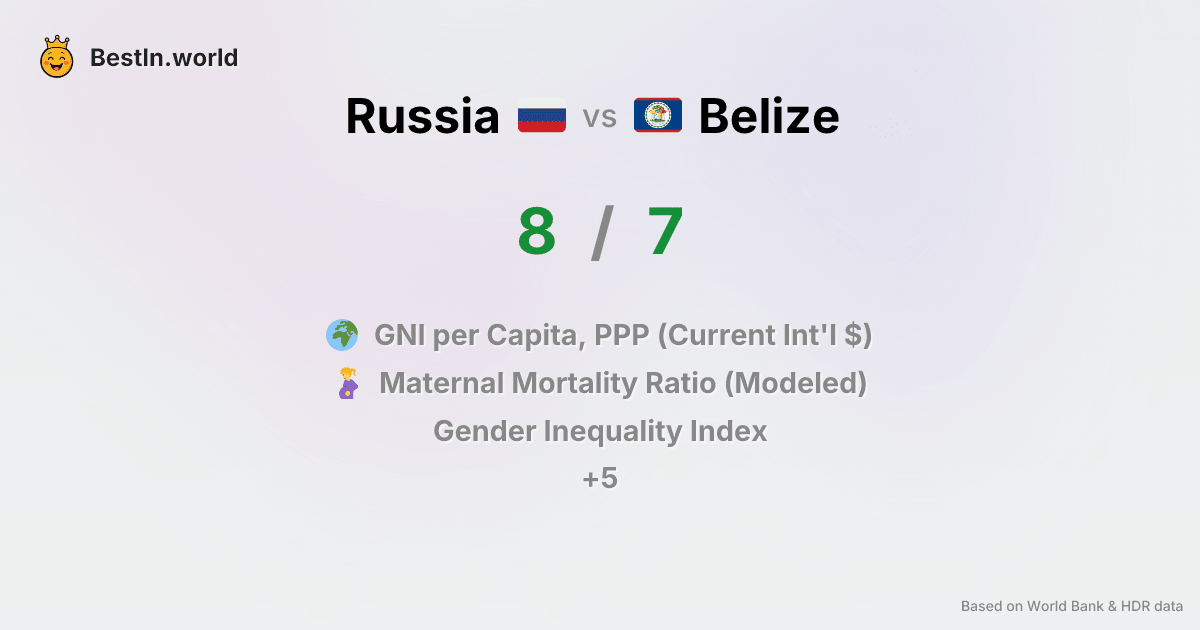 BestIn.world
Russia vs Belize
8 / 7
GNI per Capita, PPP (Current Int'l $)
Maternal Mortality Ratio (Modeled)
Gender Inequality Index
+5
Based on World Bank & HDR data